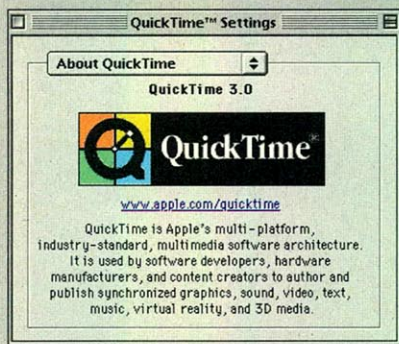 QuickTime™ Settings
About QuickTime
QuickTime 3.0
QuickTime
www.apple.com/quicktime
QuickTime is Apple's multi-platform,
industry-standard, multimedia software architecture.
It is used by software developers, hardware
manufacturers, and content creators to author and
publish synchronized graphics, sound, video, text,
music, virtual reality, and 3D media.